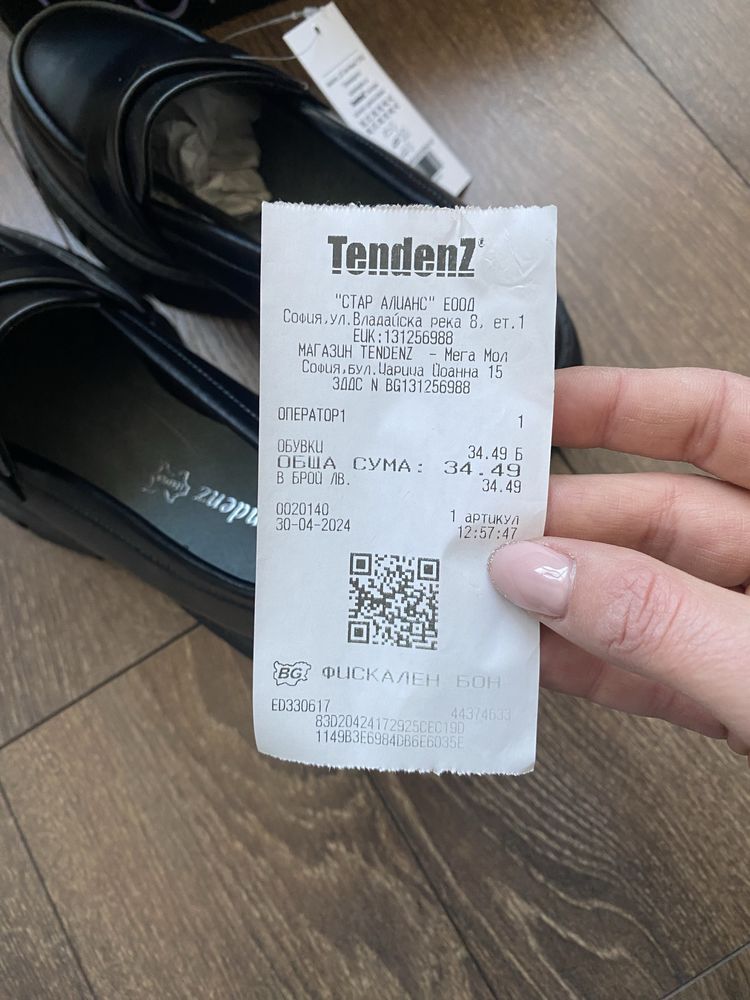 TendenZ®
"СТАР АЛИАНС" ЕООД
София,ул.Владайска река 8, ет.1
ЕИК:131256988
МАГАЗИН TENDENZ - Мега Мол
София,бул.Царица Йоанна 15
ЗДДС N BG131256988
ОПЕРАТОР1 1
ОБУВКИ 34.49 Б
ОБЩА СУМА: 34.49
В БРОЙ ЛВ. 34.49
0020140 1 артикул
30-04-2024 12:57:47
BG ФИСКАЛЕН БОН
ED330617 44374633
83D20424172925CEC19D
1149B3E6984DB6E6035E